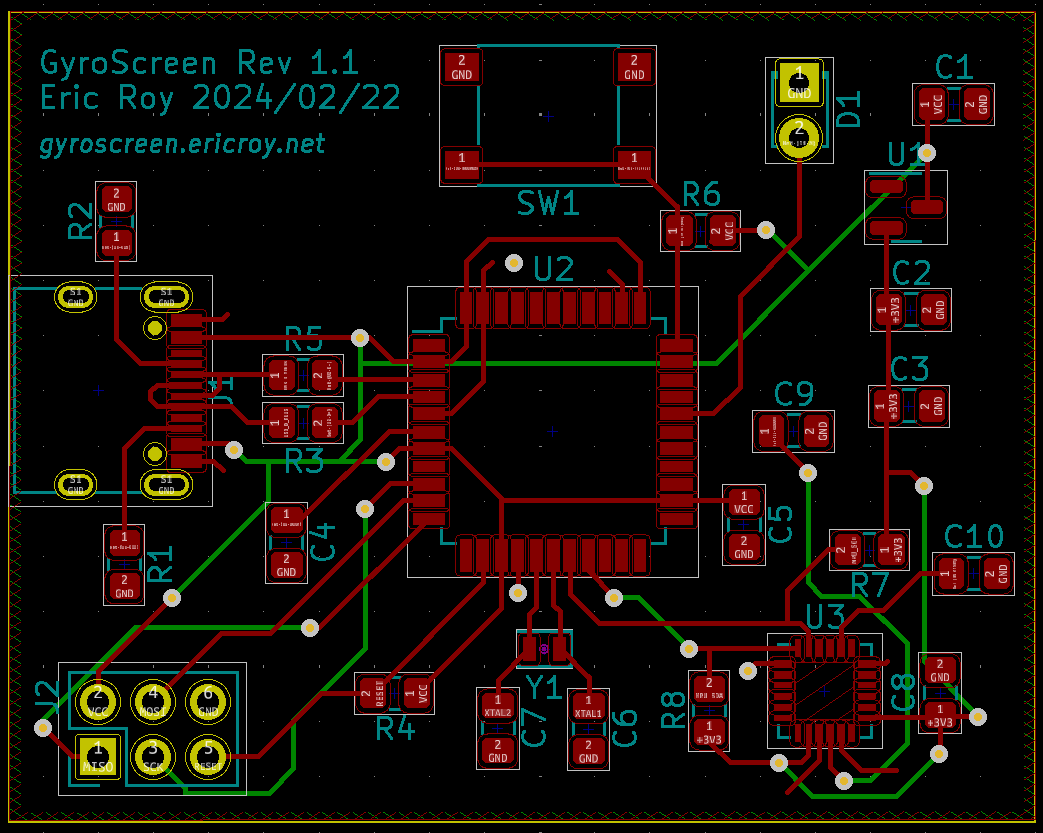 GyroScreen Rev 1.1
Eric Roy 2024/02/22
gyroscreen.ericroy.net
2
GND
2
GND
1
1
SW1
1
GND
2
D1
C1
1
VCC
2
GND
U1
R2
2
GND
1
R6
1
2
VCC
U2
C2
1
+3V3
2
GND
S1
GND
S1
GND
J1
S1
GND
S1
GND
R5
1
2
R3
1
2
C3
1
+3V3
2
GND
C9
1
2
GND
C4
1
2
GND
C5
1
VCC
2
GND
R1
1
2
GND
R7
2
1
+3V3
C10
1
2
GND
U3
J2
2
VCC
4
MOSI
6
GND
1
MISO
3
SCK
5
RESET
R4
2
RESET
1
VCC
Y1
C7
1
XTAL2
2
GND
C6
1
XTAL1
2
GND
R8
2
1
+3V3
C8
2
GND
1
+3V3